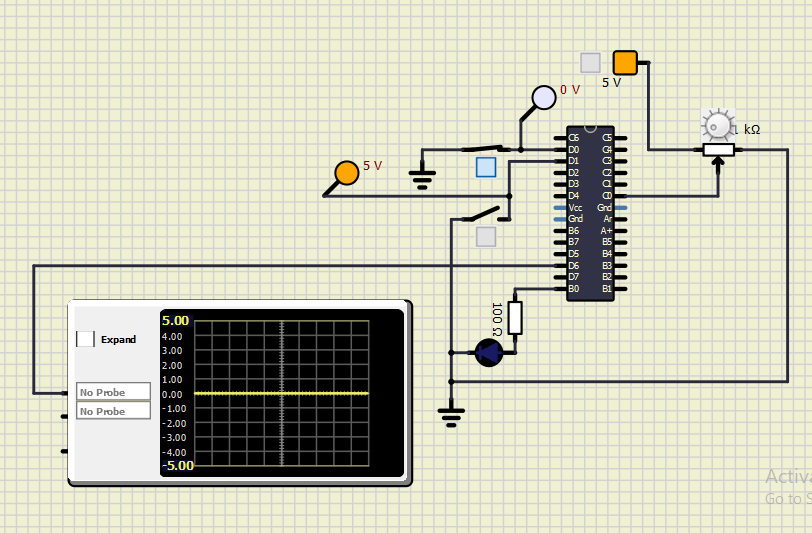 5 V
0 V
1 kΩ
5 V
C6 C5
D0 C4
D1 C3
D2 C2
D3 C1
D4 C0
Vcc Gnd
Gnd Ar
B6 A+
B7 B5
D5 B4
D6 B3
D7 B2
B0 B1
100 Ω
Expand
No Probe
No Probe
5.00
4.00
3.00
2.00
1.00
0.00
-1.00
-2.00
-3.00
-4.00
-5.00
Activa
Go to S